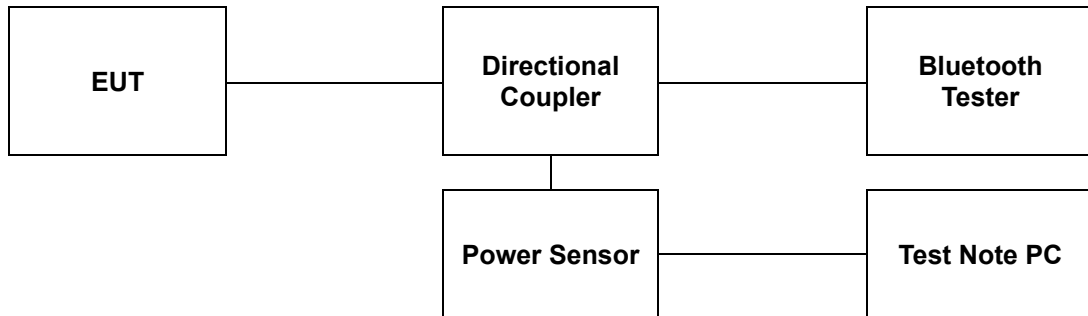 EUT
Directional
Coupler
Bluetooth
Tester
Power Sensor
Test Note PC